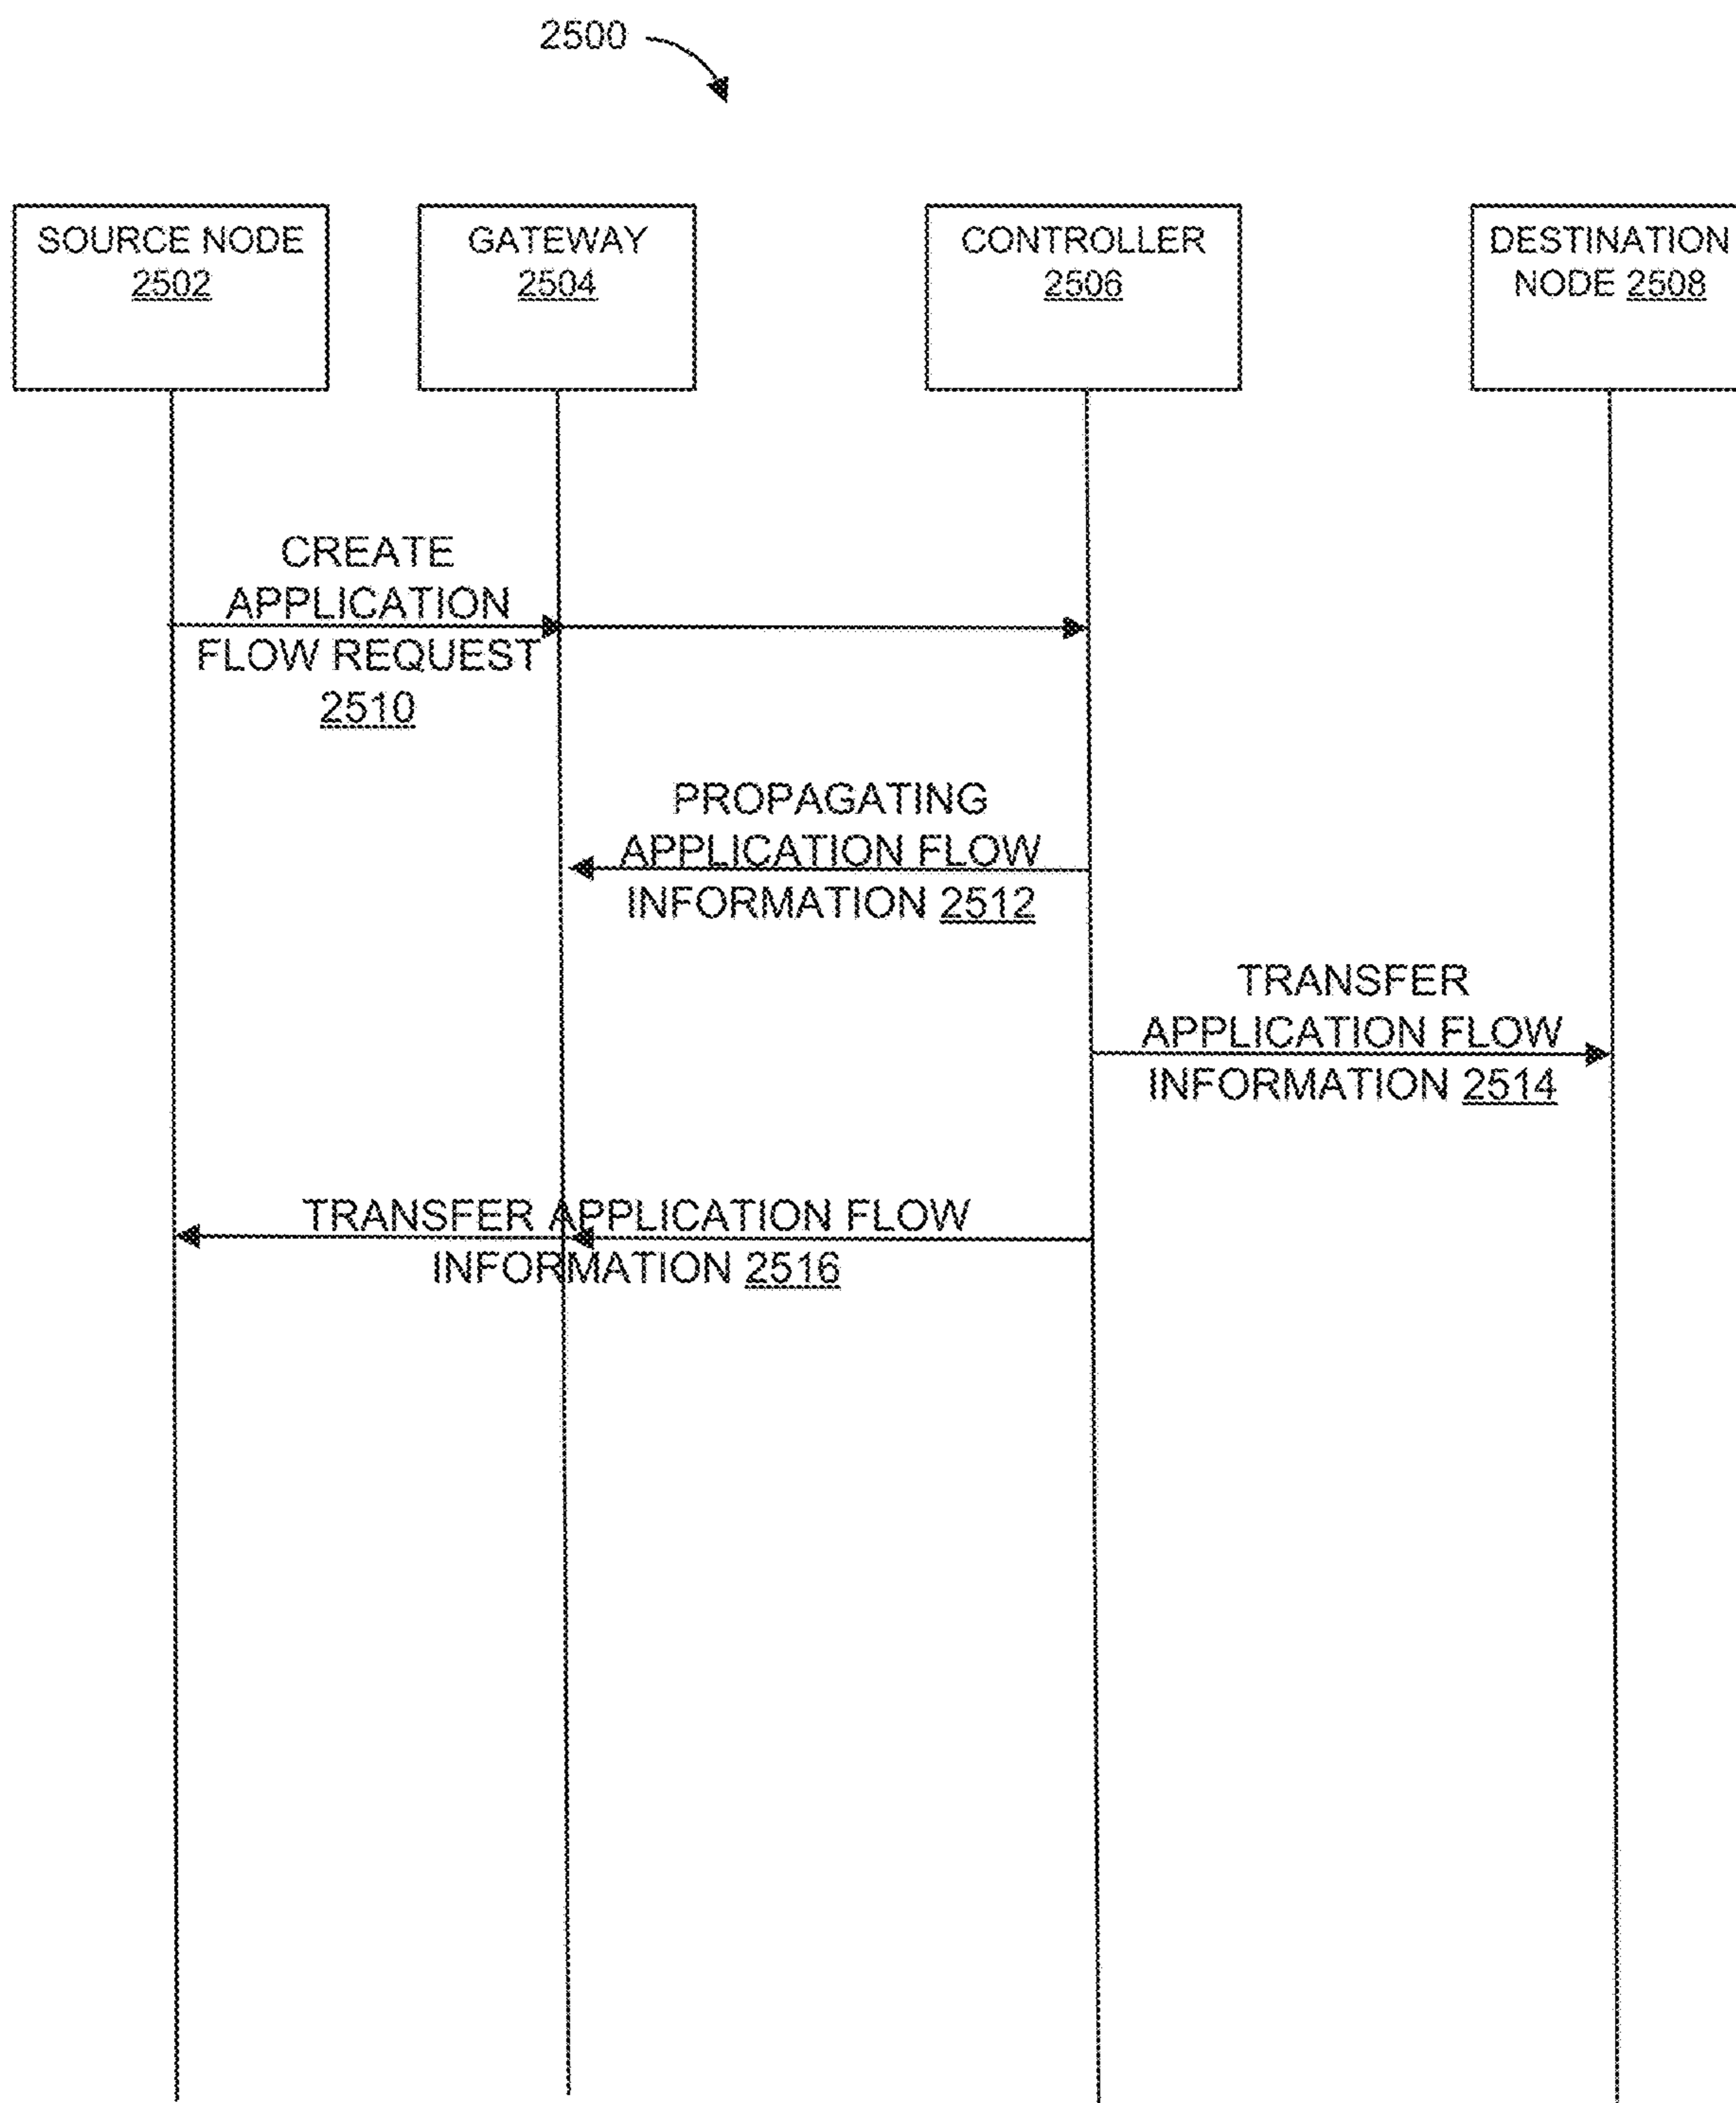 2500
SOURCE NODE
2502
GATEWAY
2504
CONTROLLER
2506
DESTINATION
NODE 2508
CREATE
APPLICATION
FLOW REQUEST
2510
PROPAGATING
APPLICATION FLOW
INFORMATION 2512
TRANSFER
APPLICATION FLOW
INFORMATION 2514
TRANSFER APPLICATION FLOW
INFORMATION 2516